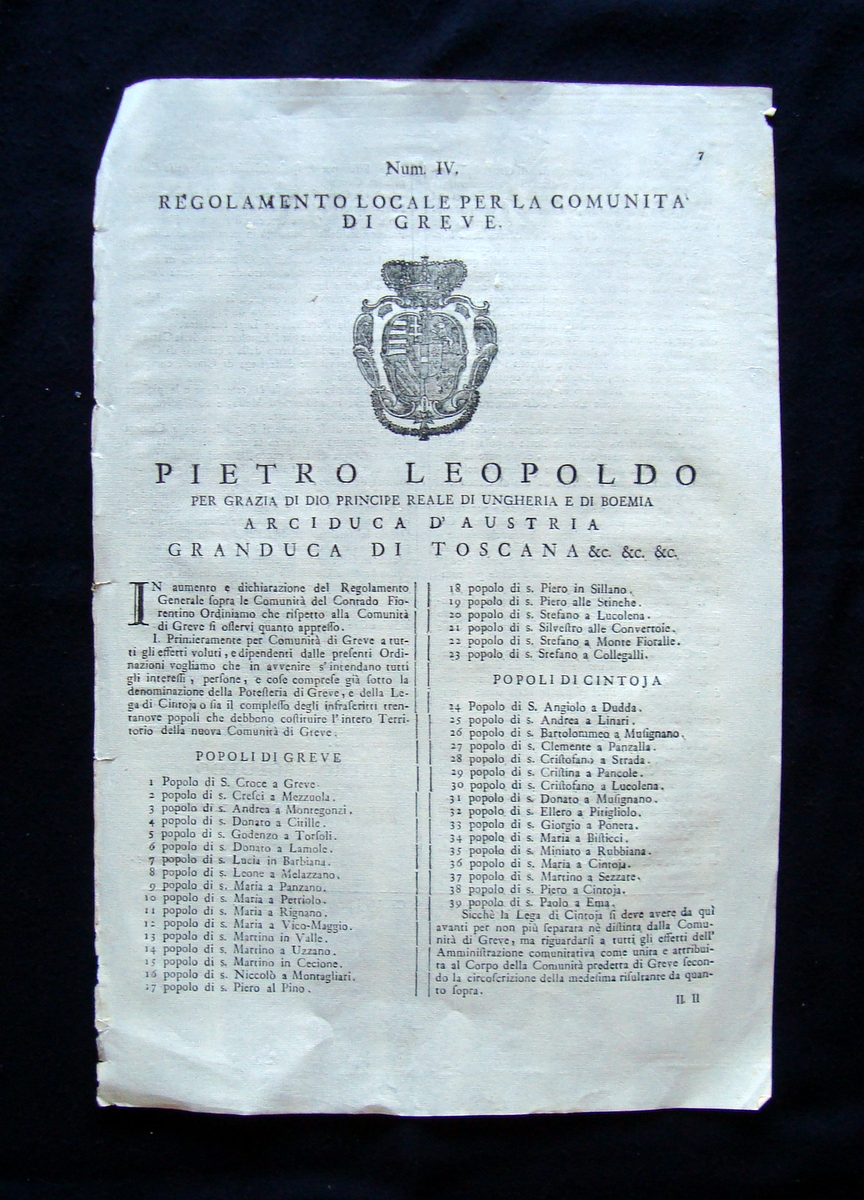 7
Num. IV.
REGOLAMENTO LOCALE PER LA COMUNITA'
DI GREVE.
PIETRO LEOPOLDO
PER GRAZIA DI DIO PRINCIPE REALE DI UNGHERIA E DI BOEMIA
ARCIDUCA D'AUSTRIA
GRANDUCA DI TOSCANA &c. &c. &c.
IN aumento e dichiarazione del Regolamento
Generale ſopra le Comunità del Contado Fio-
rentino Ordiniamo che riſpetto alla Comunità
di Greve ſi oſſervi quanto appreſſo.
I. Primieramente per Comunità di Greve a tut-
ti gli effetti voluti, e dipendenti dalle preſenti Ordi-
nazioni vogliamo che in avvenire s'intendano tutti
gli intereſſi, perſone, e coſe compreſe già ſotto la
denominazione della Poteſteria di Greve, e della Le-
ga di Cintoja o ſia il compleſſo degli infraſcritti tren-
tanove popoli che debbono coſtituire l'intero Terri-
torio della nuova Comunità di Greve.
POPOLI DI GREVE
1 Popolo di S. Croce a Greve.
2 popolo di s. Creſci a Mezzuola.
3 popolo di s. Andrea a Montegonzi.
4 popolo di s. Donato a Citille.
5 popolo di s. Godenzo a Torſoli.
6 popolo di s. Donato a Lamole.
7 popolo di s. Lucia in Barbiana.
8 popolo di s. Leone a Melazzano.
9 popolo di s. Maria a Panzano.
10 popolo di s. Maria a Petriolo.
11 popolo di s. Maria a Rignano.
12 popolo di s. Maria a Vico-Maggio.
13 popolo di s. Martino in Valle.
14 popolo di s. Martino a Uzzano.
15 popolo di s. Martino in Cecione.
16 popolo di s. Niccolò a Montagliari.
17 popolo di s. Piero al Pino.
18 popolo di s. Piero in Sillano.
19 popolo di s. Piero alle Stinche.
20 popolo di s. Stefano a Lucolena.
21 popolo di s. Silveſtro alle Convertoie.
22 popolo di s. Stefano a Monte Fioralle.
23 popolo di s. Stefano a Collegalli.
POPOLI DI CINTOJA
24 Popolo di S. Angiolo a Dudda.
25 popolo di s. Andrea a Linari.
26 popolo di s. Bartolommeo a Muſignano.
27 popolo di s. Clemente a Panzalla.
28 popolo di s. Criſtofano a Strada.
29 popolo di s. Criſtina a Pancole.
30 popolo di s. Criſtofano a Lucolena.
31 popolo di s. Donato a Muſignano.
32 popolo di s. Ellero a Pitigliolo.
33 popolo di s. Giorgio a Poneta.
34 popolo di s. Maria a Biſticci.
35 popolo di s. Miniato a Rubbiana.
36 popolo di s. Maria a Cintoja.
37 popolo di s. Martino a Sezzate.
38 popolo di s. Piero a Cintoja.
39 popolo di s. Paolo a Ema.
Sicchè la Lega di Cintoja ſi deve avere da quì
avanti per non più ſeparata nè diſtinta dalla Comu-
nità di Greve, ma riguardarſi a tutti gli effetti dell'
Amminiſtrazione comunitativa come unita e attribui-
ta al Corpo della Comunità predetta di Greve ſecon-
do la circoſcrizione della medeſima riſultante da quan-
to ſopra.
II. II